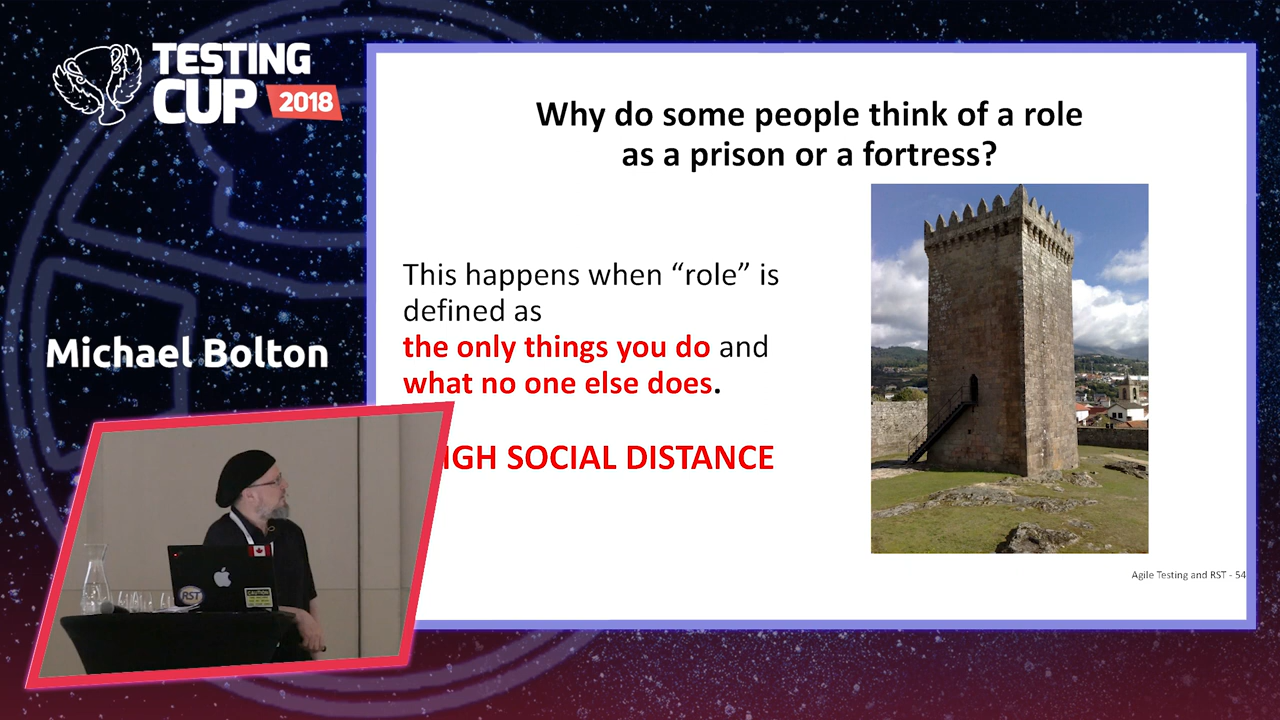 TESTING
CUP 2018
Why do some people think of a role
as a prison or a fortress?
This happens when “role” is
defined as
the only things you do and
what no one else does.
IGH SOCIAL DISTANCE
Michael Bolton
RST
CAUTION
Agile Testing and RST - 54